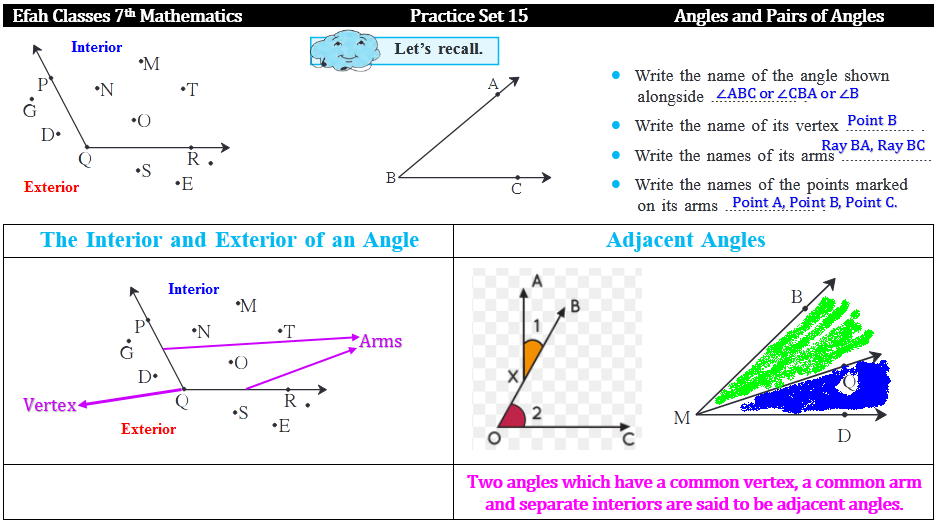 Efah Classes 7th Mathematics Practice Set 15 Angles and Pairs of Angles
Interior
M
P
N
T
G
O
D
Q
R
S
E
Exterior
Let's recall.
A
B
C
Write the name of the angle shown
alongside ∠ABC or ∠CBA or ∠B
Write the name of its vertex Point B
Write the names of its arms Ray BA, Ray BC
Write the names of the points marked
on its arms Point A, Point B, Point C.
The Interior and Exterior of an Angle
Interior
M
P
N
T
Arms
G
O
D
Vertex
Q
R
S
E
Exterior
Adjacent Angles
A
B
1
X
2
O
C
B
Q
M
D
Two angles which have a common vertex, a common arm
and separate interiors are said to be adjacent angles.